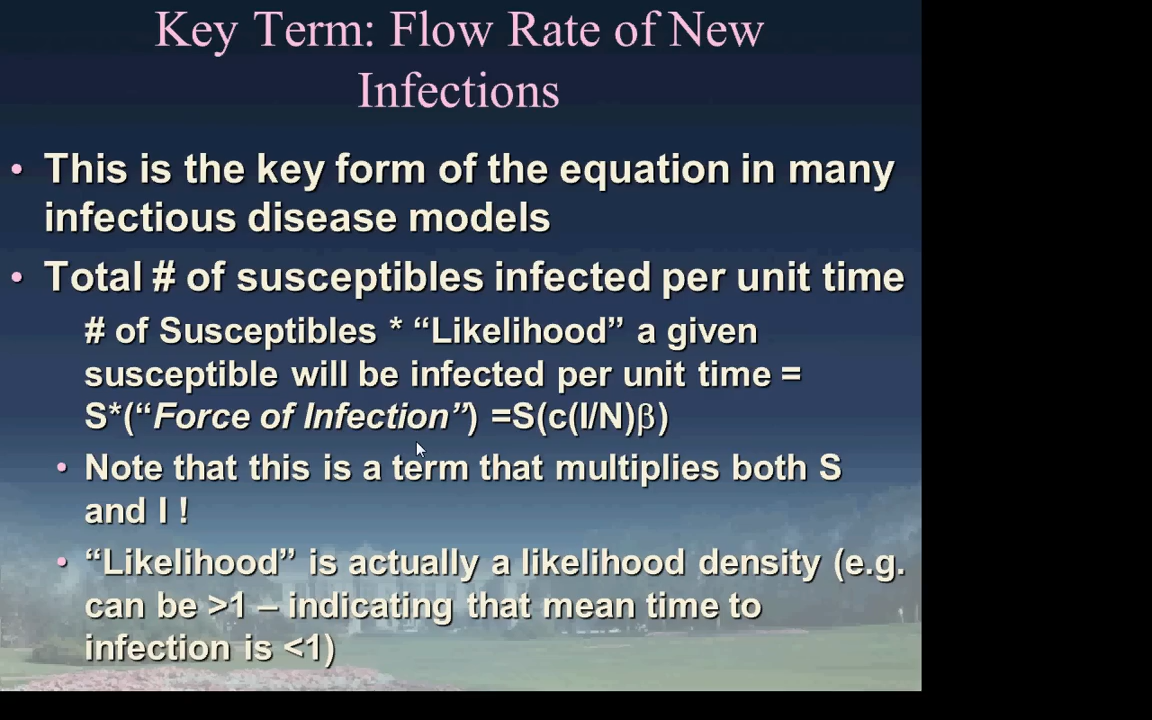 Key Term: Flow Rate of New
Infections
• This is the key form of the equation in many
infectious disease models
• Total # of susceptibles infected per unit time
# of Susceptibles * “Likelihood” a given
susceptible will be infected per unit time =
S*(“Force of Infection”) =S(c(I/N)β)
• Note that this is a term that multiplies both S
and I !
• “Likelihood” is actually a likelihood density (e.g.
can be >1 – indicating that mean time to
infection is <1)